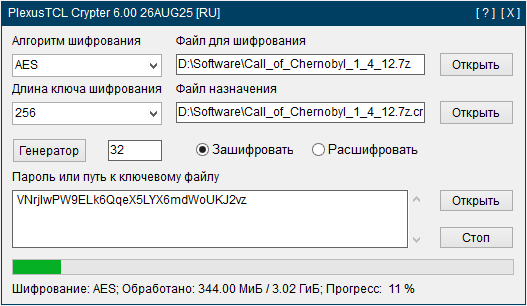 PlexusTCL Crypter 6.00 26AUG25 [RU] [ ? ] [ X ]
Алгоритм шифрования Файл для шифрования
AES D:\Software\Call_of_Chernobyl_1_4_12.7z Открыть
Длина ключа шифрования Файл назначения
256 D:\Software\Call_of_Chernobyl_1_4_12.7z.cr Открыть
Генератор 32 Зашифровать Расшифровать
Пароль или путь к ключевому файлу
VNrjIwPW9ELk6QqeX5LYX6mdWoUKJ2vz Открыть
Стоп
Шифрование: AES; Обработано: 344.00 МиБ / 3.02 ГиБ; Прогресс: 11 %